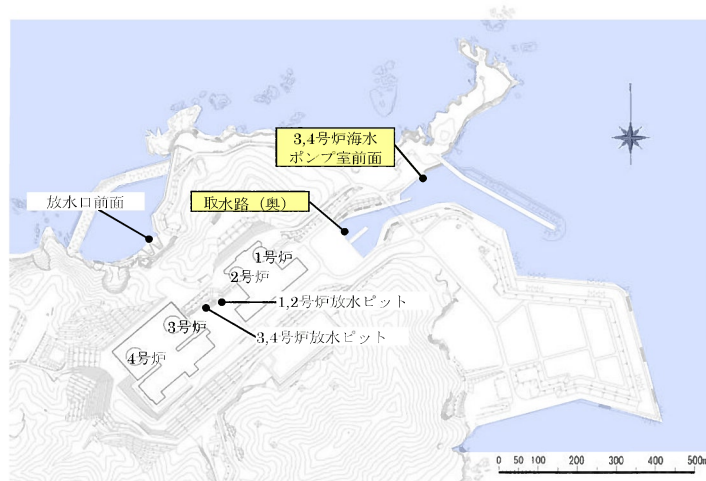 3,4号炉海水
ポンプ室前面
放水口前面
取水路（奥）
1号炉
2号炉
1,2号炉放水ピット
3号炉
3,4号炉放水ピット
4号炉
0 50 100 200 300 400 500m